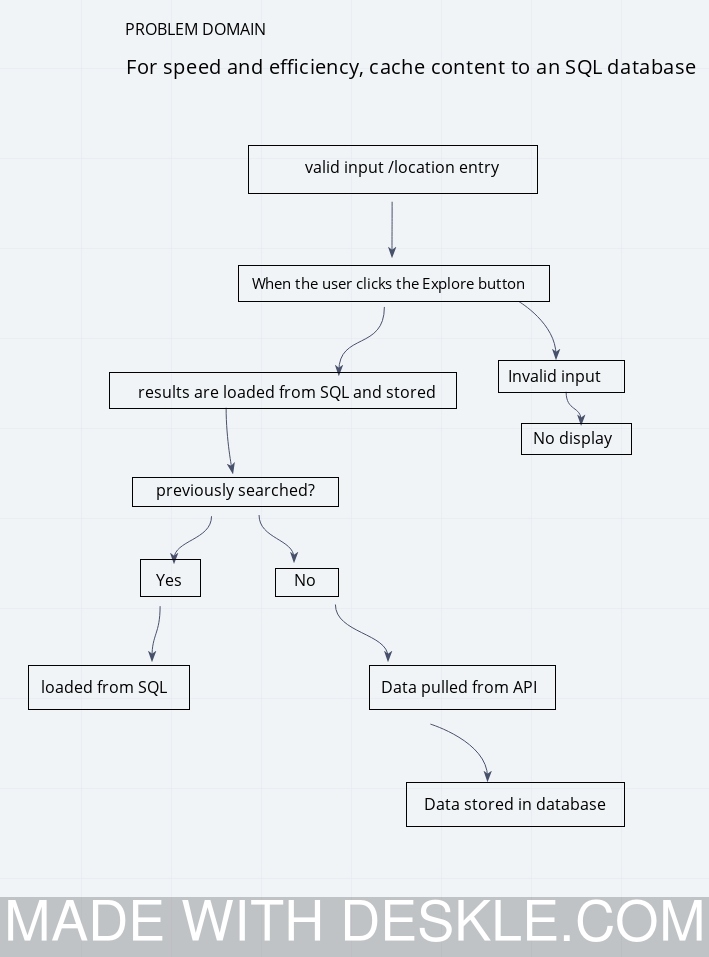 PROBLEM DOMAIN
For speed and efficiency, cache content to an SQL database
valid input /location entry
When the user clicks the Explore button
Invalid input
results are loaded from SQL and stored
No display
previously searched?
Yes
No
loaded from SQL
Data pulled from API
Data stored in database
MADE WITH DESKLE.COM